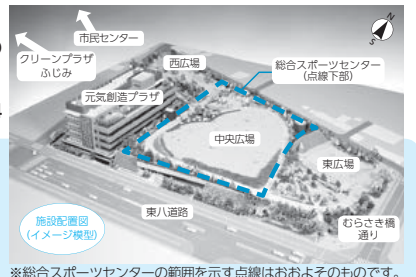 市民センター
クリーンプラザ
ふじみ
西広場
総合スポーツセンター
(点線下部)
元気創造プラザ
中央広場
東広場
施設配置図
(イメージ模型)
東八道路
むらさき橋
通り
N
S
※総合スポーツセンターの範囲を示す点線はおおよそのものです。